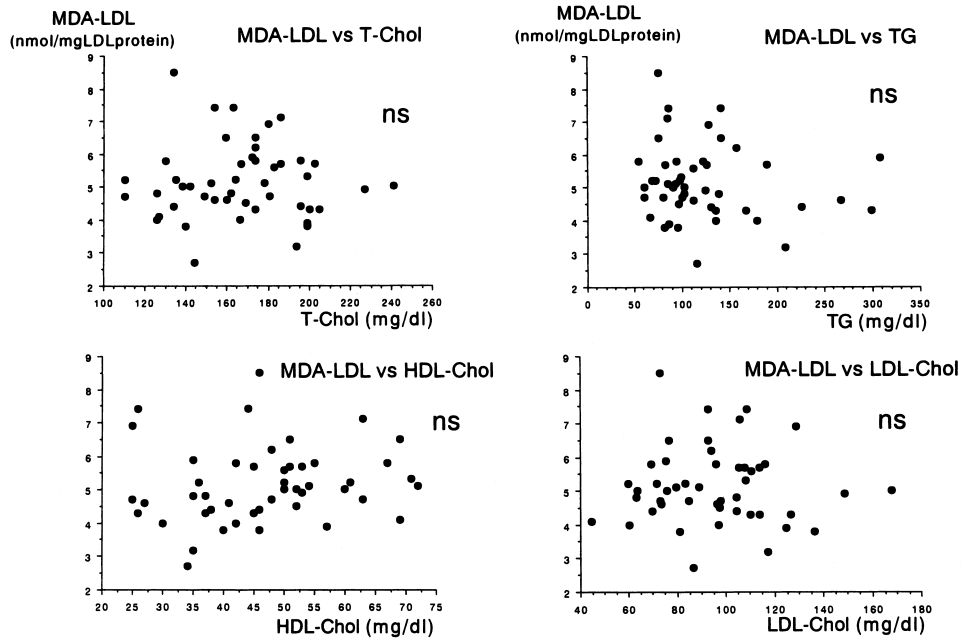 MDA-LDL
(nmol/mgLDLprotein)
MDA-LDL vs T-Chol
ns
9
8
7
6
5
4
3
2
100 120 140 160 180 200 220 240 260
T-Chol (mg/dl)
MDA-LDL
(nmol/mgLDLprotein)
MDA-LDL vs TG
ns
9
8
7
6
5
4
3
2
0 50 100 150 200 250 300 350
TG (mg/dl)
MDA-LDL vs HDL-Chol
ns
9
8
7
6
5
4
3
2
20 25 30 35 40 45 50 55 60 65 70 75
HDL-Chol (mg/dl)
MDA-LDL vs LDL-Chol
ns
9
8
7
6
5
4
3
2
40 60 80 100 120 140 160 180
LDL-Chol (mg/dl)